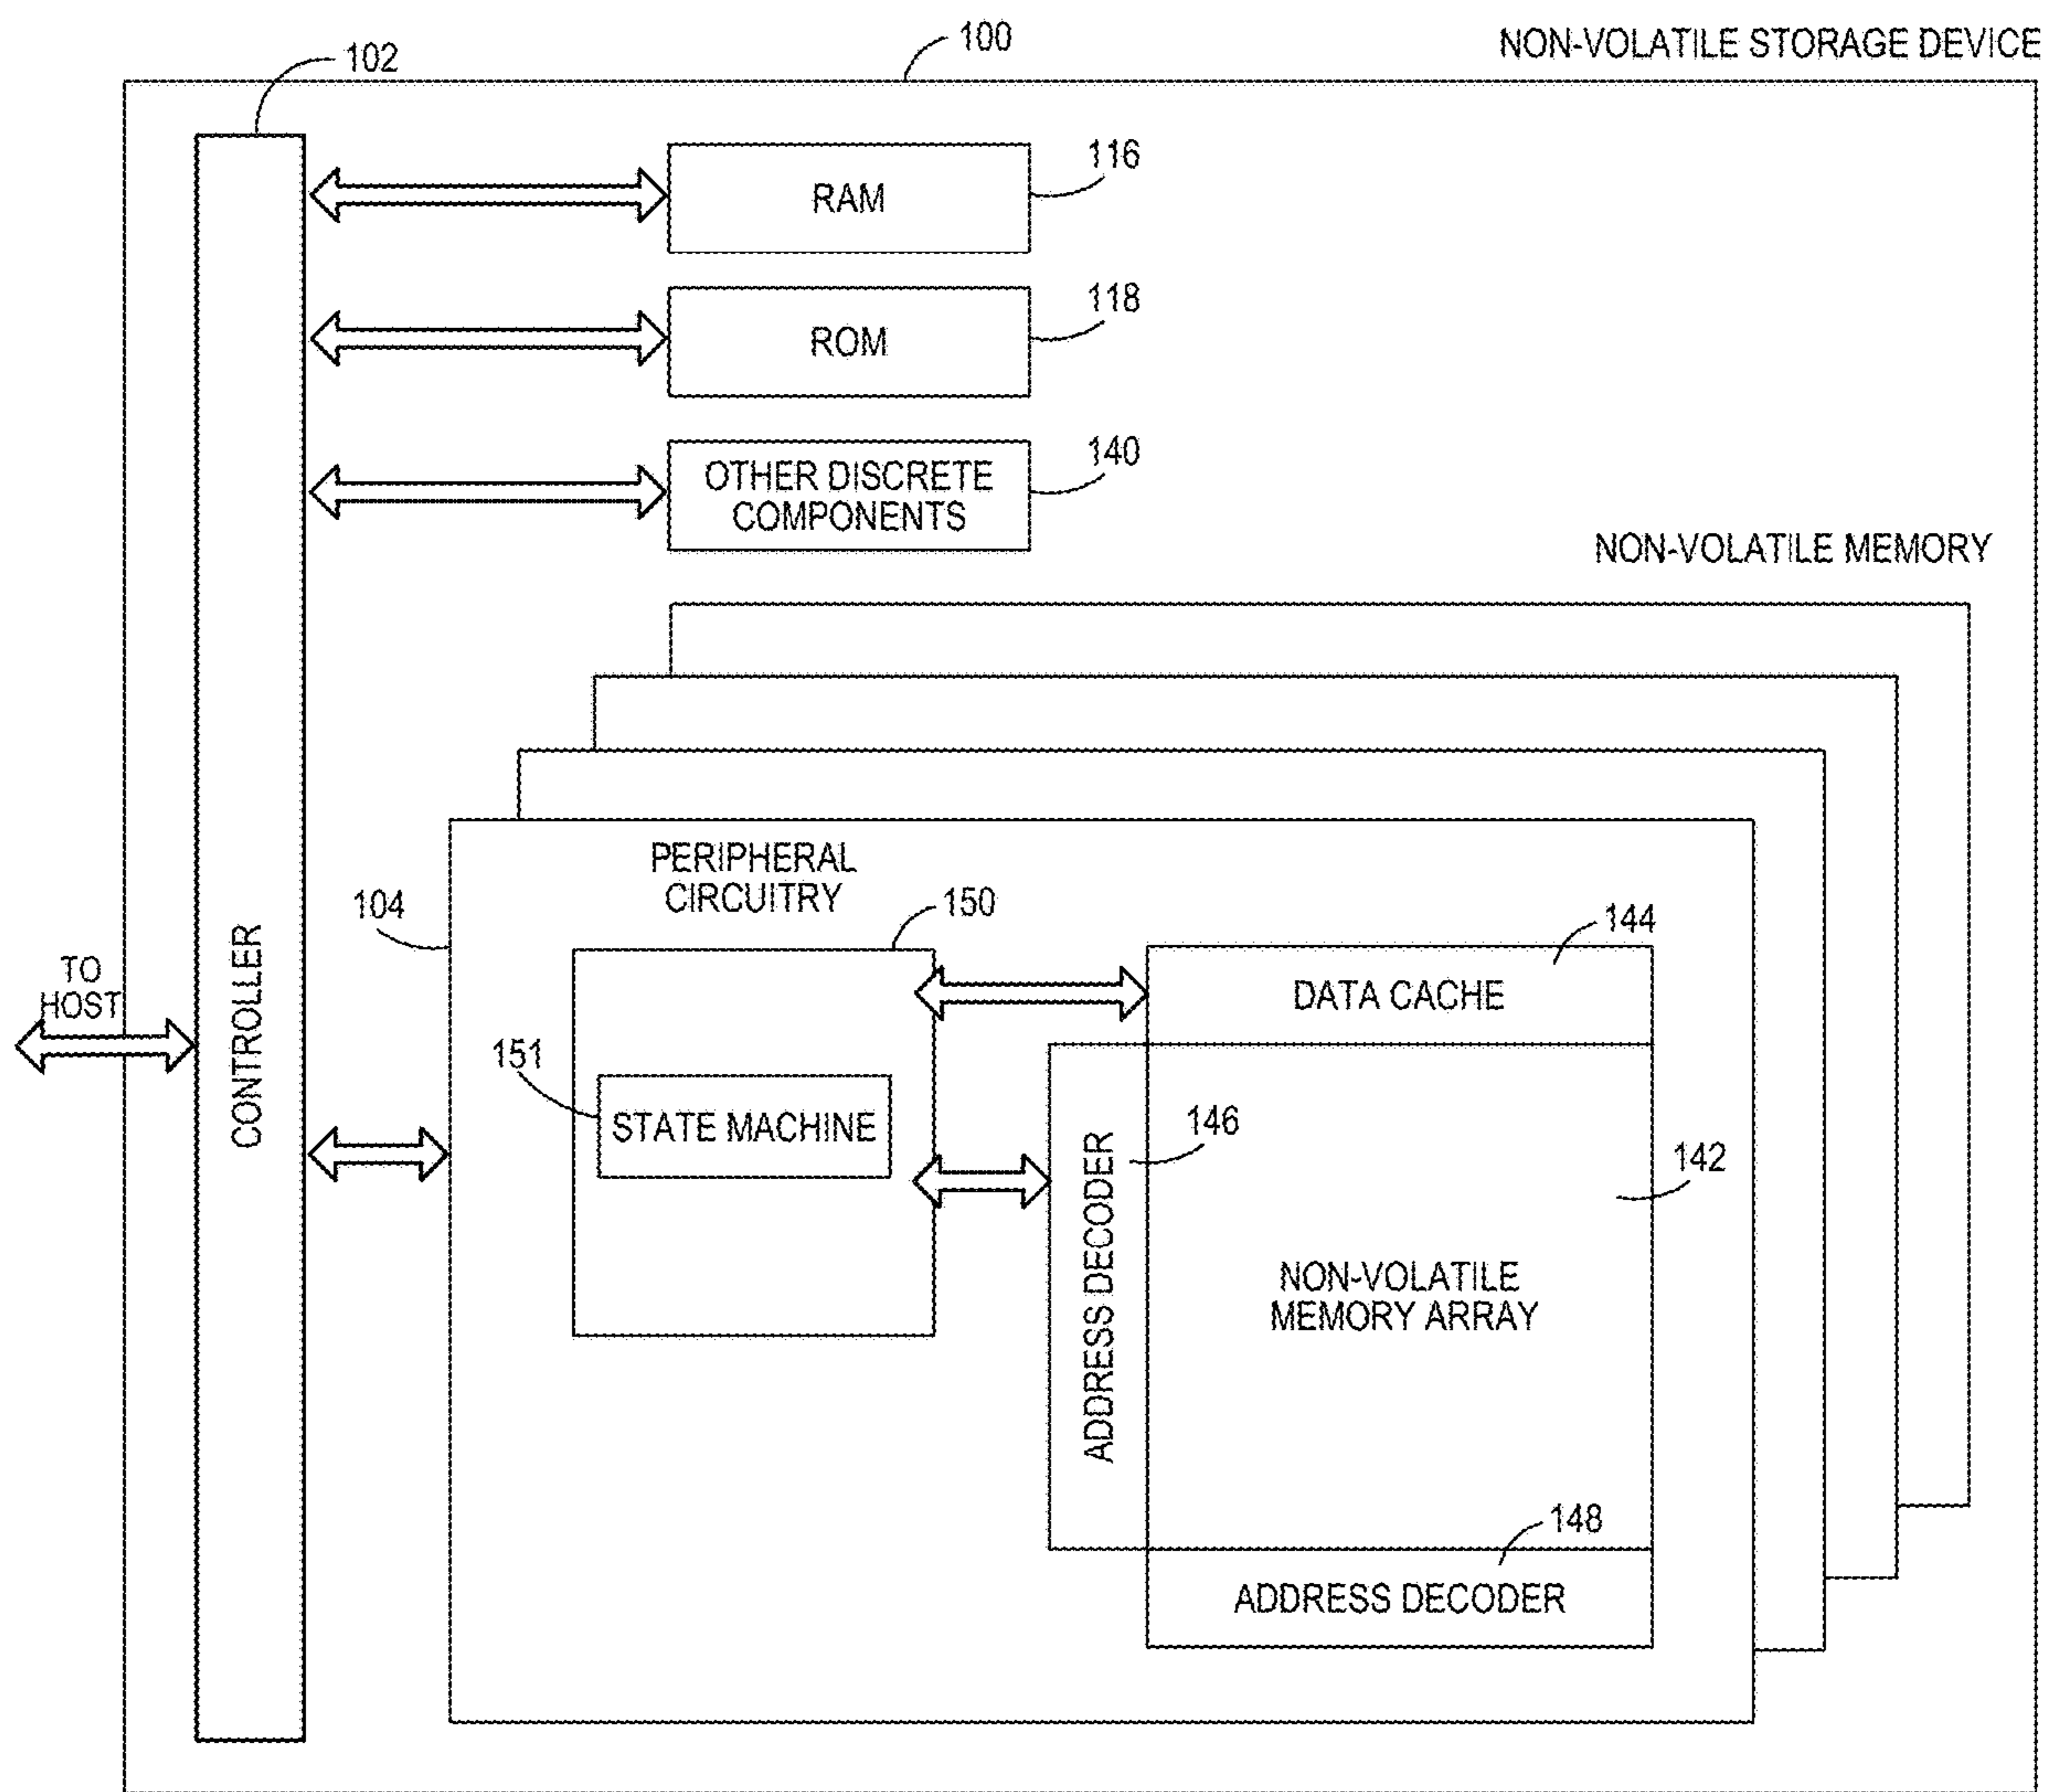 100
NON-VOLATILE STORAGE DEVICE
102
116
RAM
118
ROM
140
OTHER DISCRETE
COMPONENTS
NON-VOLATILE MEMORY
PERIPHERAL
CIRCUITRY
104
150
144
DATA CACHE
TO
HOST
CONTROLLER
151
STATE MACHINE
146
ADDRESS DECODER
142
NON-VOLATILE
MEMORY ARRAY
148
ADDRESS DECODER